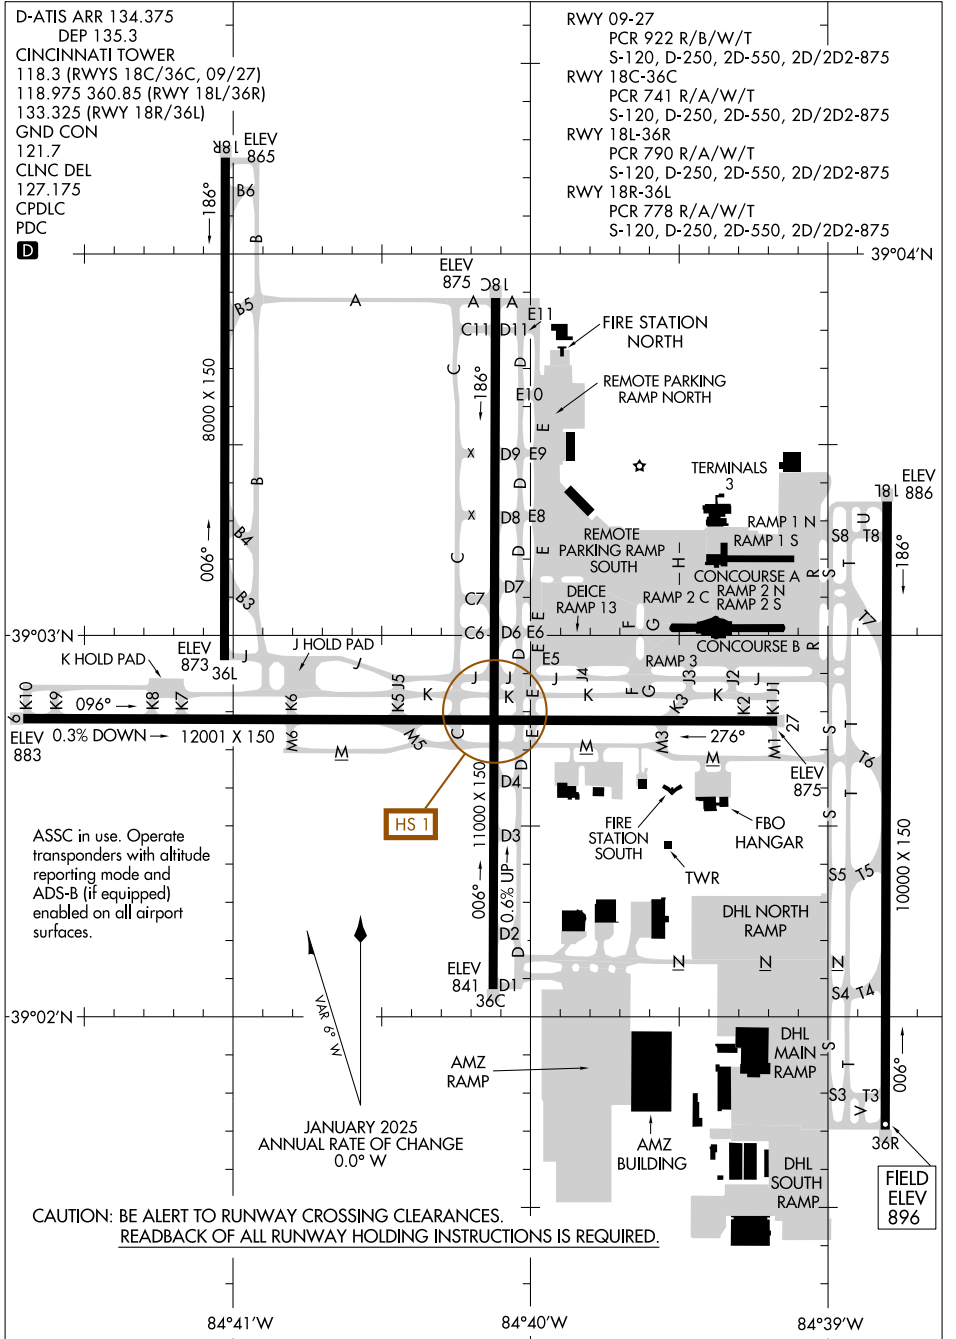 D-ATIS ARR 134.375
DEP 135.3
CINCINNATI TOWER
118.3 (RWYS 18C/36C, 09/27)
118.975 360.85 (RWY 18L/36R)
133.325 (RWY 18R/36L)
GND CON
121.7
CLNC DEL
127.175
CPDLC
PDC
D
RWY 09-27
PCR 922 R/B/W/T
S-120, D-250, 2D-550, 2D/2D2-875
RWY 18C-36C
PCR 741 R/A/W/T
S-120, D-250, 2D-550, 2D/2D2-875
RWY 18L-36R
PCR 790 R/A/W/T
S-120, D-250, 2D-550, 2D/2D2-875
RWY 18R-36L
PCR 778 R/A/W/T
S-120, D-250, 2D-550, 2D/2D2-875
39°04'N
18R
ELEV
865
186°
B6
B
B5
A
8000 X 150
B
B4
006°
B3
39°03'N
ELEV
873
36L
J
ELEV
875
18C
A
A
C11
D11
E11
C
186°
D
E10
E
X
D9
E9
D
X
D8
E8
C
D
E
D7
C7
E
C6
D6
E6
D
E
E5
FIRE STATION
NORTH
REMOTE PARKING
RAMP NORTH
TERMINALS
3
RAMP 1 N
RAMP 1 S
REMOTE
PARKING RAMP
SOUTH
H
CONCOURSE A
DEICE
RAMP 13
RAMP 2 C
RAMP 2 N
RAMP 2 S
F
G
CONCOURSE B
RAMP 3
R
R
18L
ELEV
886
U
S8
T8
S
T
186°
T7
K HOLD PAD
J HOLD PAD
J
J5
J
J
J
J4
J3
J2
J
J1
K10
K9
K8
K7
K6
K5
K
K
E
K
F
G
K3
K
K2
K1
9
096°
27
ELEV
883
0.3% DOWN
12001 X 150
M6
M
M5
C
E
M
M3
276°
M
M1
ELEV
875
S
T
T6
D
D4
HS 1
11000 X 150
D3
FIRE
STATION
SOUTH
FBO
HANGAR
TWR
S
T
S5
T5
10000 X 150
ASSC in use. Operate
transponders with altitude
reporting mode and
ADS-B (if equipped)
enabled on all airport
surfaces.
006°
0.6% UP
D2
D
DHL NORTH
RAMP
N
N
N
ELEV
841
36C
D1
S4
T4
39°02'N
VAR 6° W
AMZ
RAMP
DHL
MAIN
RAMP
S
T
006°
S3
T3
V
36R
JANUARY 2025
ANNUAL RATE OF CHANGE
0.0° W
AMZ
BUILDING
DHL
SOUTH
RAMP
FIELD
ELEV
896
CAUTION: BE ALERT TO RUNWAY CROSSING CLEARANCES.
READBACK OF ALL RUNWAY HOLDING INSTRUCTIONS IS REQUIRED.
84°41'W
84°40'W
84°39'W